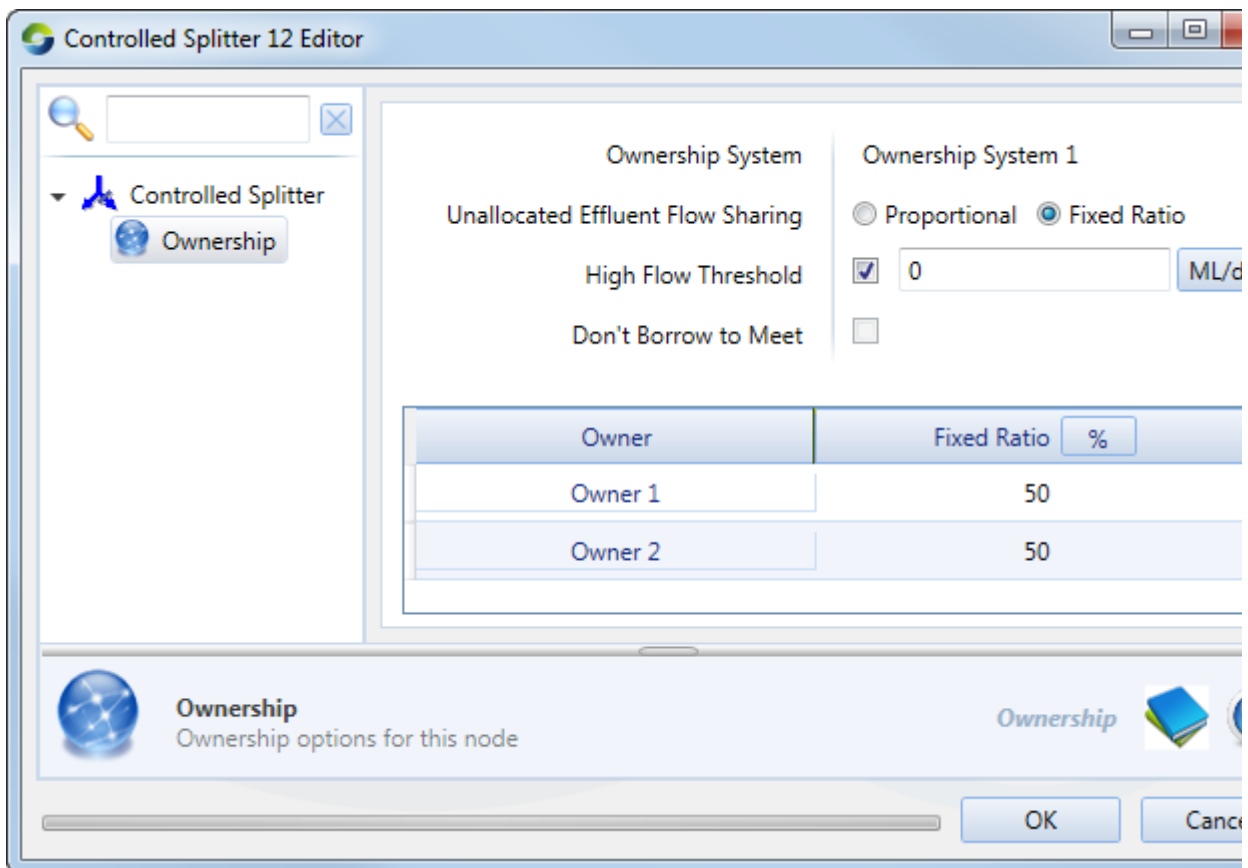 Controlled Splitter 12 Editor
Ownership System Ownership System 1
Controlled Splitter
Unallocated Effluent Flow Sharing Proportional Fixed Ratio
Ownership
High Flow Threshold 0 ML/d
Don't Borrow to Meet
Owner Fixed Ratio %
Owner 1 50
Owner 2 50
Ownership
Ownership options for this node
Ownership
OK Cance